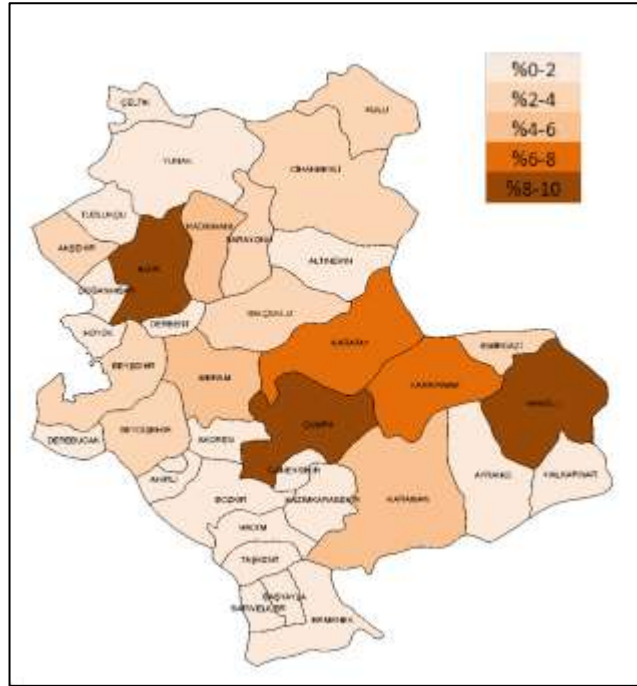 %0-2
%2-4
%4-6
%6-8
%8-10
ÇELTİK
KULU
YUNAK
CİHANBEYLİ
TUZLUKÇU
KADINHANI
SARAYÖNÜ
AKŞEHİR
ILGIN
ALTINEKİN
DOĞANHİSAR
DERBENT
SELÇUKLU
HÜYÜK
KARATAY
EMİRGAZİ
BEYŞEHİR
MERAM
KARAPINAR
EREĞLİ
ÇUMRA
SEYDİŞEHİR
AKÖREN
DEREBUCAK
GÜNEYSINIR
AHIRLI
AYRANCI
HALKAPINAR
BOZKIR
KAZIMKARABEKİR
KARAMAN
HADİM
TAŞKENT
BAŞYAYLA
SARIVELİLER
ERMENEK